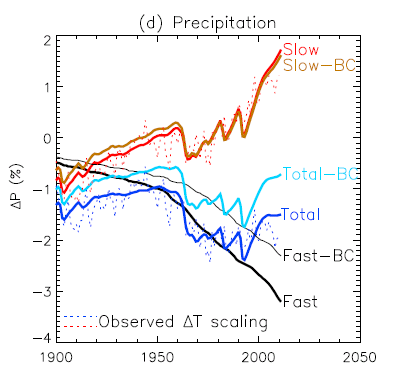 (d) Precipitation
2
1
0
−1
−2
−3
−4
ΔP (%)
Slow
Slow−BC
Total−BC
Total
Fast−BC
Fast
Observed ΔT scaling
1900 1950 2000 2050